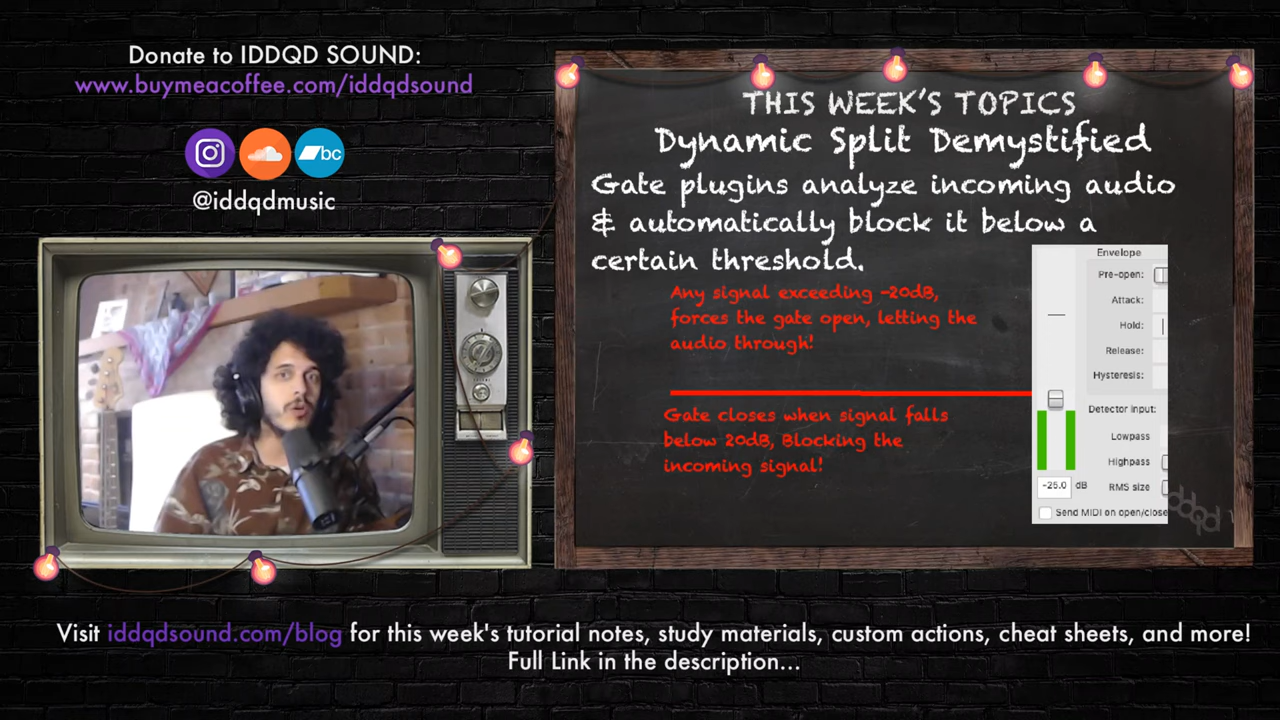 Donate to IDDQD SOUND:
www.buymeacoffee.com/iddqdsound
bc
@iddqdmusic
THIS WEEK'S TOPICS
Dynamic Split Demystified
Gate plugins analyze incoming audio
& automatically block it below a
certain threshold.
Any signal exceeding -20dB,
forces the gate open, letting the
audio through!
Gate closes when signal falls
below 20dB, Blocking the
incoming signal!
Envelope
Pre-open:
Attack:
Hold:
Release:
Hysteresis:
Detector input:
Lowpass
Highpass
-25.0 dB
RMS size
Send MIDI on open/close
Visit iddqdsound.com/blog for this week's tutorial notes, study materials, custom actions, cheat sheets, and more!
Full Link in the description...